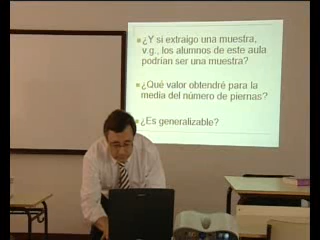 ¿Y si extraigo una muestra,
v.g., los alumnos de este aula
podrían ser una muestra?
¿Qué valor obtendré para la
media del número de piernas?
¿Es generalizable?